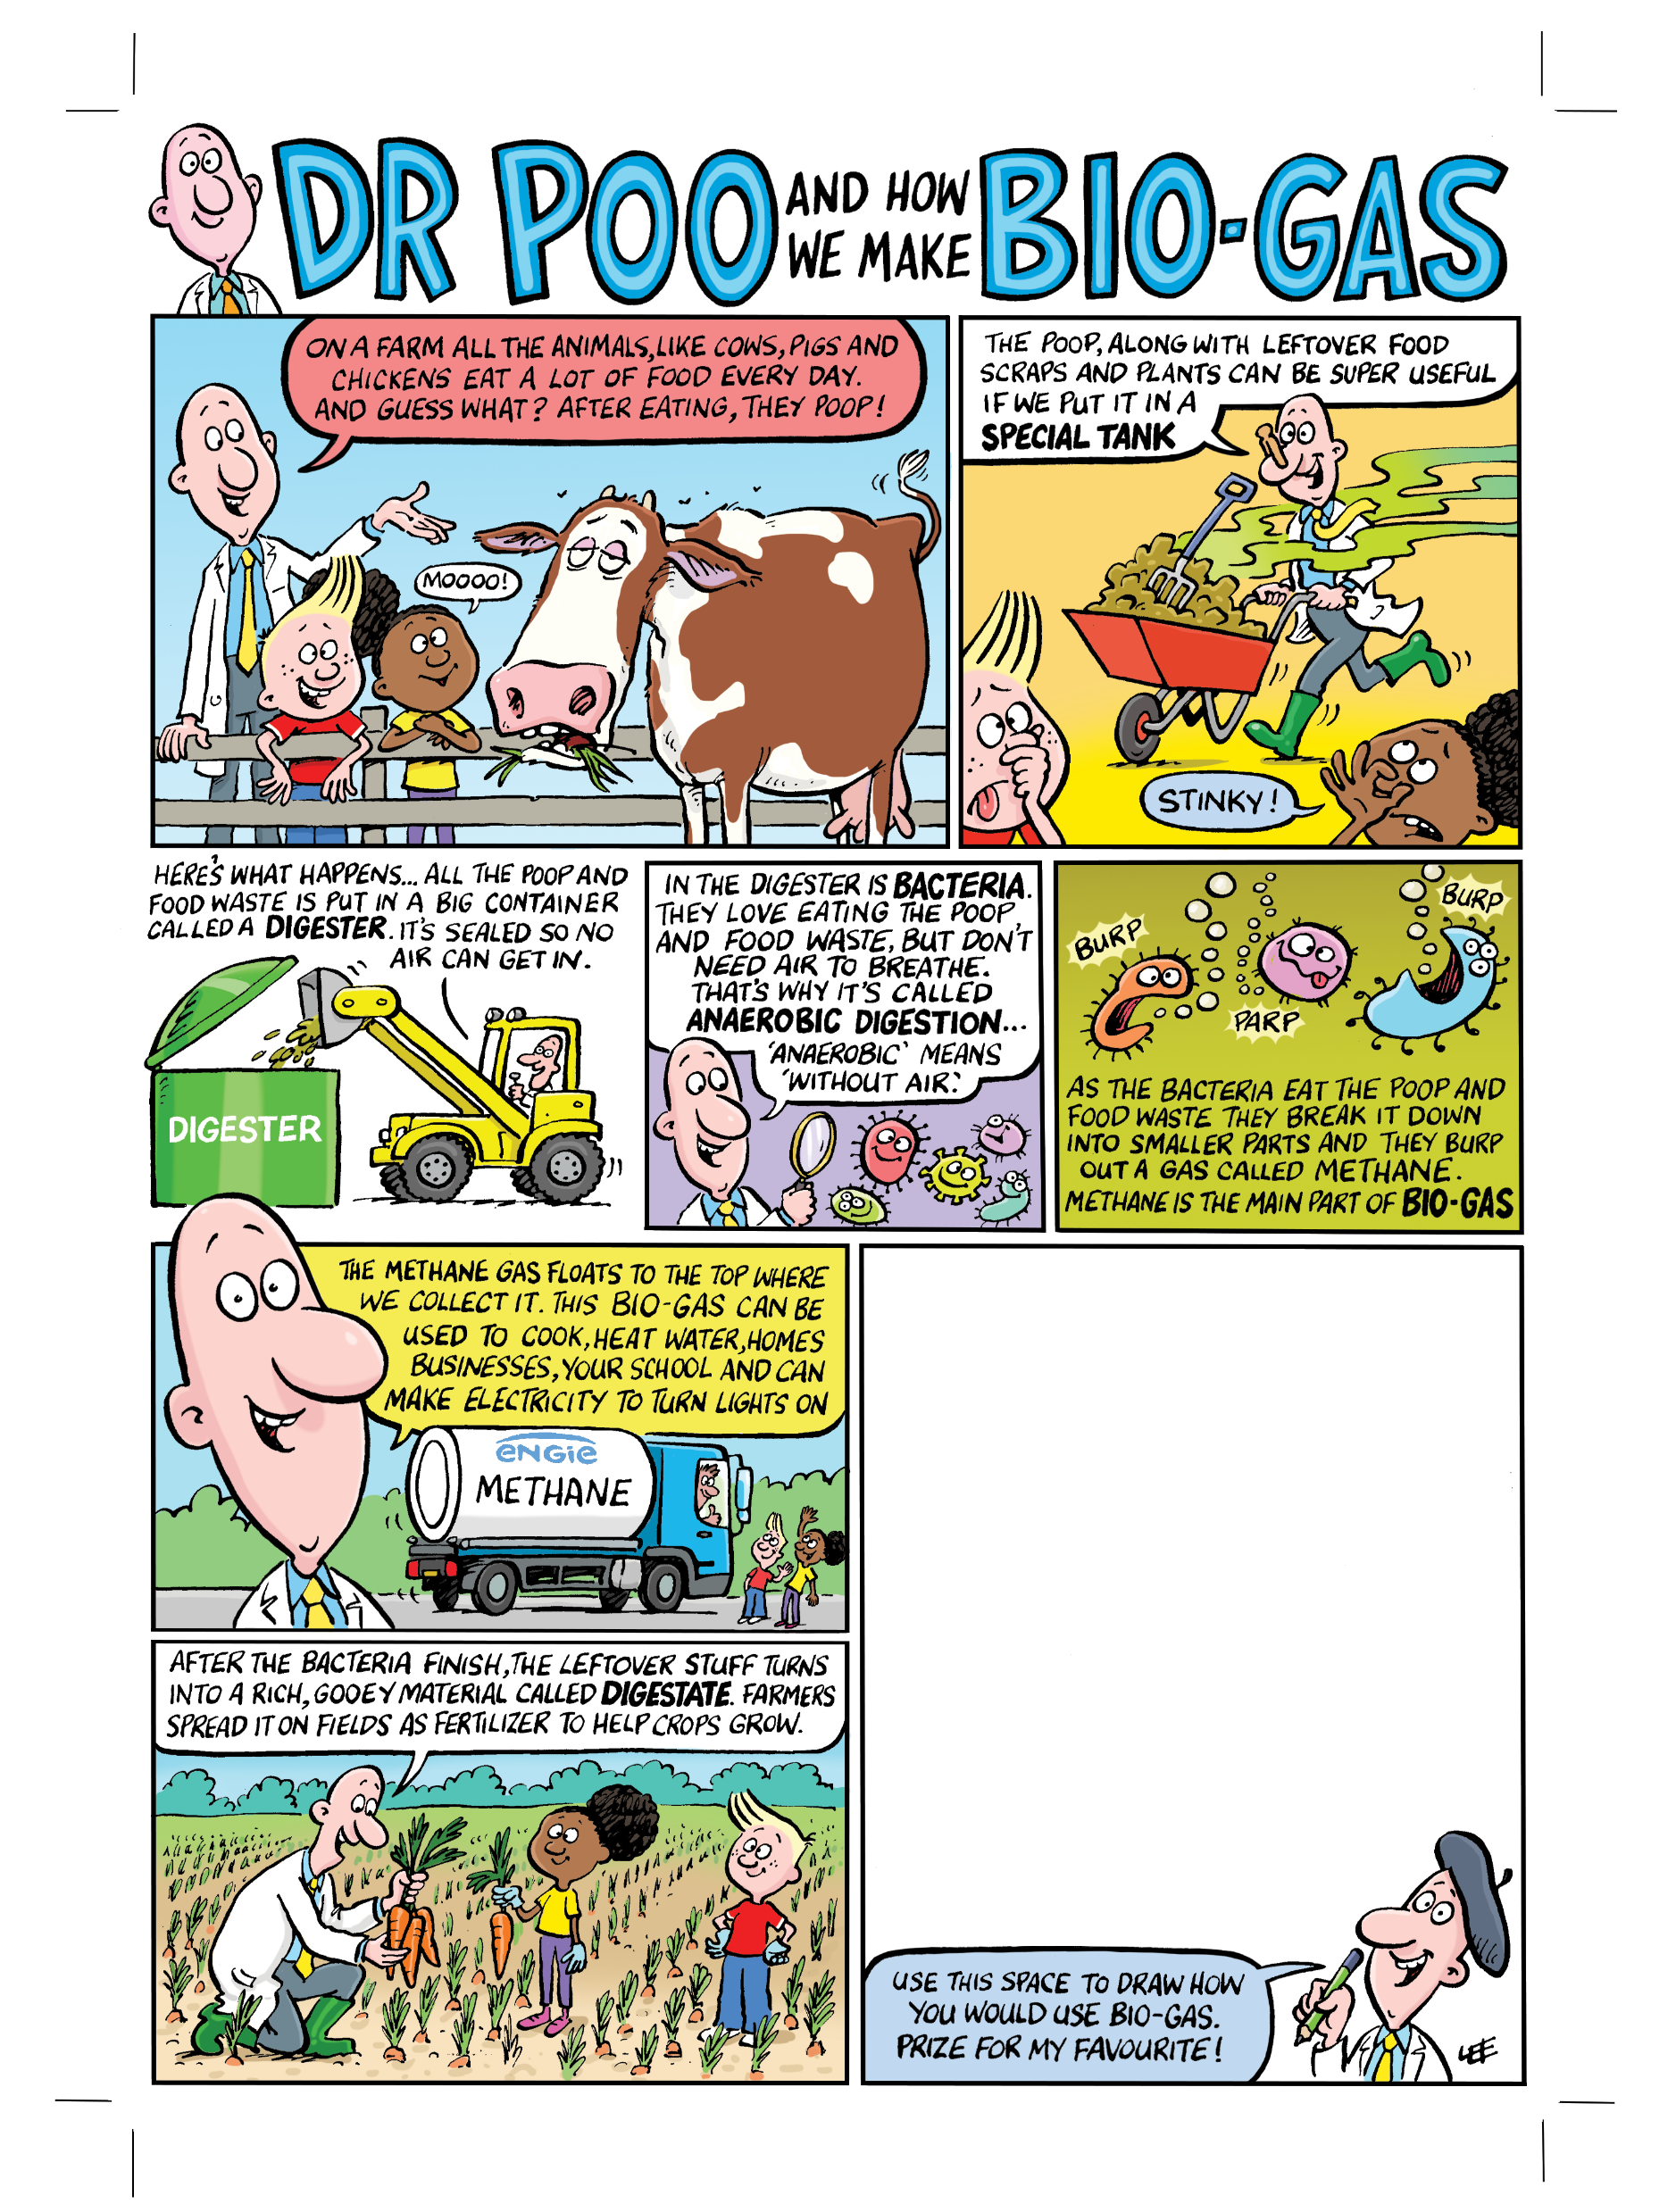 DR POO AND HOW WE MAKE BIO-GAS
ON A FARM ALL THE ANIMALS, LIKE COWS, PIGS AND
CHICKENS EAT A LOT OF FOOD EVERY DAY.
AND GUESS WHAT? AFTER EATING, THEY POOP!
MOOOO!
THE POOP, ALONG WITH LEFTOVER FOOD
SCRAPS AND PLANTS CAN BE SUPER USEFUL
IF WE PUT IT IN A
SPECIAL TANK
STINKY!
HERE'S WHAT HAPPENS... ALL THE POOP AND
FOOD WASTE IS PUT IN A BIG CONTAINER
CALLED A DIGESTER. IT'S SEALED SO NO
AIR CAN GET IN.
DIGESTER
IN THE DIGESTER IS BACTERIA.
THEY LOVE EATING THE POOP
AND FOOD WASTE, BUT DON'T
NEED AIR TO BREATHE.
THAT'S WHY IT'S CALLED
ANAEROBIC DIGESTION...
'ANAEROBIC' MEANS
'WITHOUT AIR.'
BURP
BURP
PARP
AS THE BACTERIA EAT THE POOP AND
FOOD WASTE THEY BREAK IT DOWN
INTO SMALLER PARTS AND THEY BURP
OUT A GAS CALLED METHANE.
METHANE IS THE MAIN PART OF BIO-GAS
THE METHANE GAS FLOATS TO THE TOP WHERE
WE COLLECT IT. THIS BIO-GAS CAN BE
USED TO COOK, HEAT WATER, HOMES
BUSINESSES, YOUR SCHOOL AND CAN
MAKE ELECTRICITY TO TURN LIGHTS ON
eNGie
METHANE
AFTER THE BACTERIA FINISH, THE LEFTOVER STUFF TURNS
INTO A RICH, GOOEY MATERIAL CALLED DIGESTATE. FARMERS
SPREAD IT ON FIELDS AS FERTILIZER TO HELP CROPS GROW.
USE THIS SPACE TO DRAW HOW
YOU WOULD USE BIO-GAS.
PRIZE FOR MY FAVOURITE!
LEE